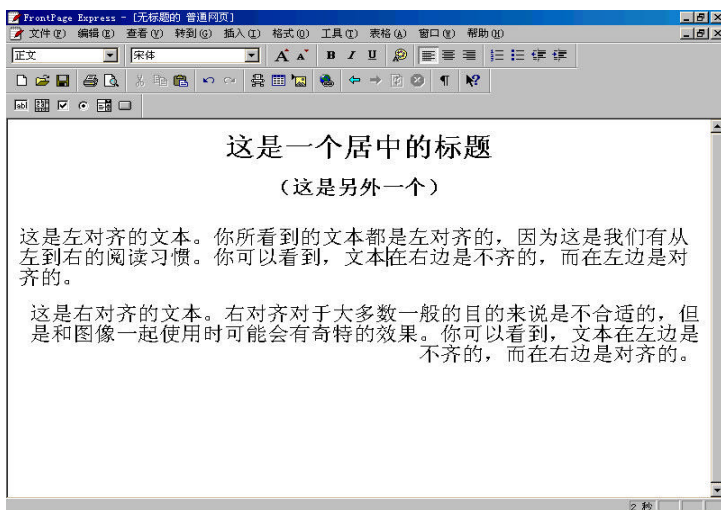 FrontPage Express - [无标题的 普通网页]
文件(F) 编辑(E) 查看(V) 转到(G) 插入(I) 格式(O) 工具(T) 表格(A) 窗口(W) 帮助(H)
正文 宋体 A A B I U
ab
这是一个居中的标题
（这是另外一个）
这是左对齐的文本。你所看到的文本都是左对齐的，因为这是我们有从
左到右的阅读习惯。你可以看到，文本在右边是不齐的，而在左边是对
齐的。
这是右对齐的文本。右对齐对于大多数一般的目的来说是不合适的，但
是和图像一起使用时可能会有奇特的效果。你可以看到，文本在左边是
不齐的，而在右边是对齐的。
2 秒